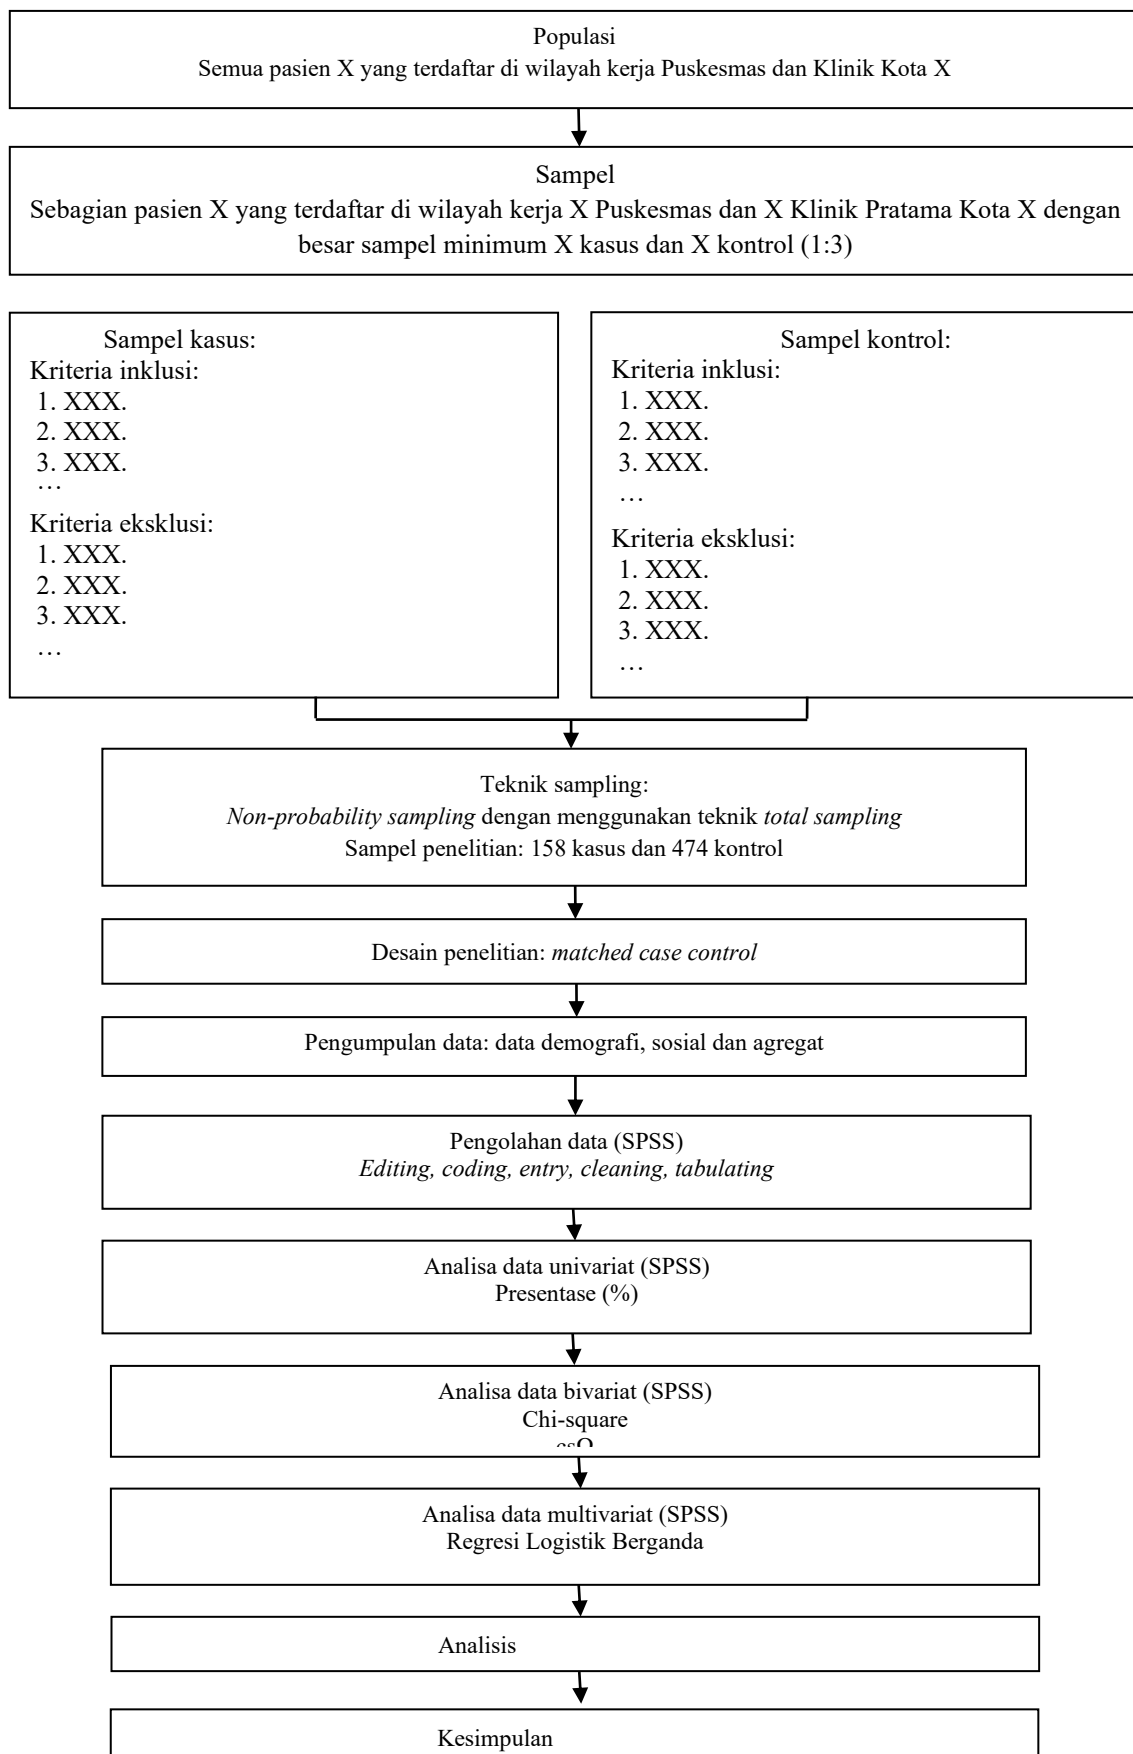 Populasi
Semua pasien X yang terdaftar di wilayah kerja Puskesmas dan Klinik Kota X
Sampel
Sebagian pasien X yang terdaftar di wilayah kerja X Puskesmas dan X Klinik Pratama Kota X dengan
besar sampel minimum X kasus dan X kontrol (1:3)
Sampel kasus:
Kriteria inklusi:
1. XXX.
2. XXX.
3. XXX.
…
Kriteria eksklusi:
1. XXX.
2. XXX.
3. XXX.
…
Sampel kontrol:
Kriteria inklusi:
1. XXX.
2. XXX.
3. XXX.
…
Kriteria eksklusi:
1. XXX.
2. XXX.
3. XXX.
…
Teknik sampling:
Non-probability sampling dengan menggunakan teknik total sampling
Sampel penelitian: 158 kasus dan 474 kontrol
Desain penelitian: matched case control
Pengumpulan data: data demografi, sosial dan agregat
Pengolahan data (SPSS)
Editing, coding, entry, cleaning, tabulating
Analisa data univariat (SPSS)
Presentase (%)
Analisa data bivariat (SPSS)
Chi-square
Analisa data multivariat (SPSS)
Regresi Logistik Berganda
Analisis
Kesimpulan